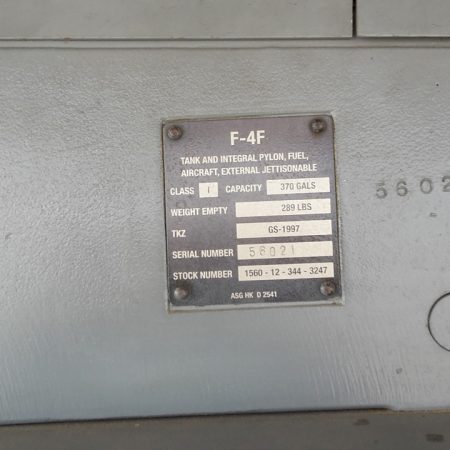 F-4F
TANK AND INTEGRAL PYLON, FUEL,
AIRCRAFT, EXTERNAL JETTISONABLE
CLASS I CAPACITY 370 GALS
WEIGHT EMPTY 289 LBS
TKZ GS-1997
SERIAL NUMBER 56021
STOCK NUMBER 1560 - 12 - 344 - 3247
ASG HK D 2541
5602